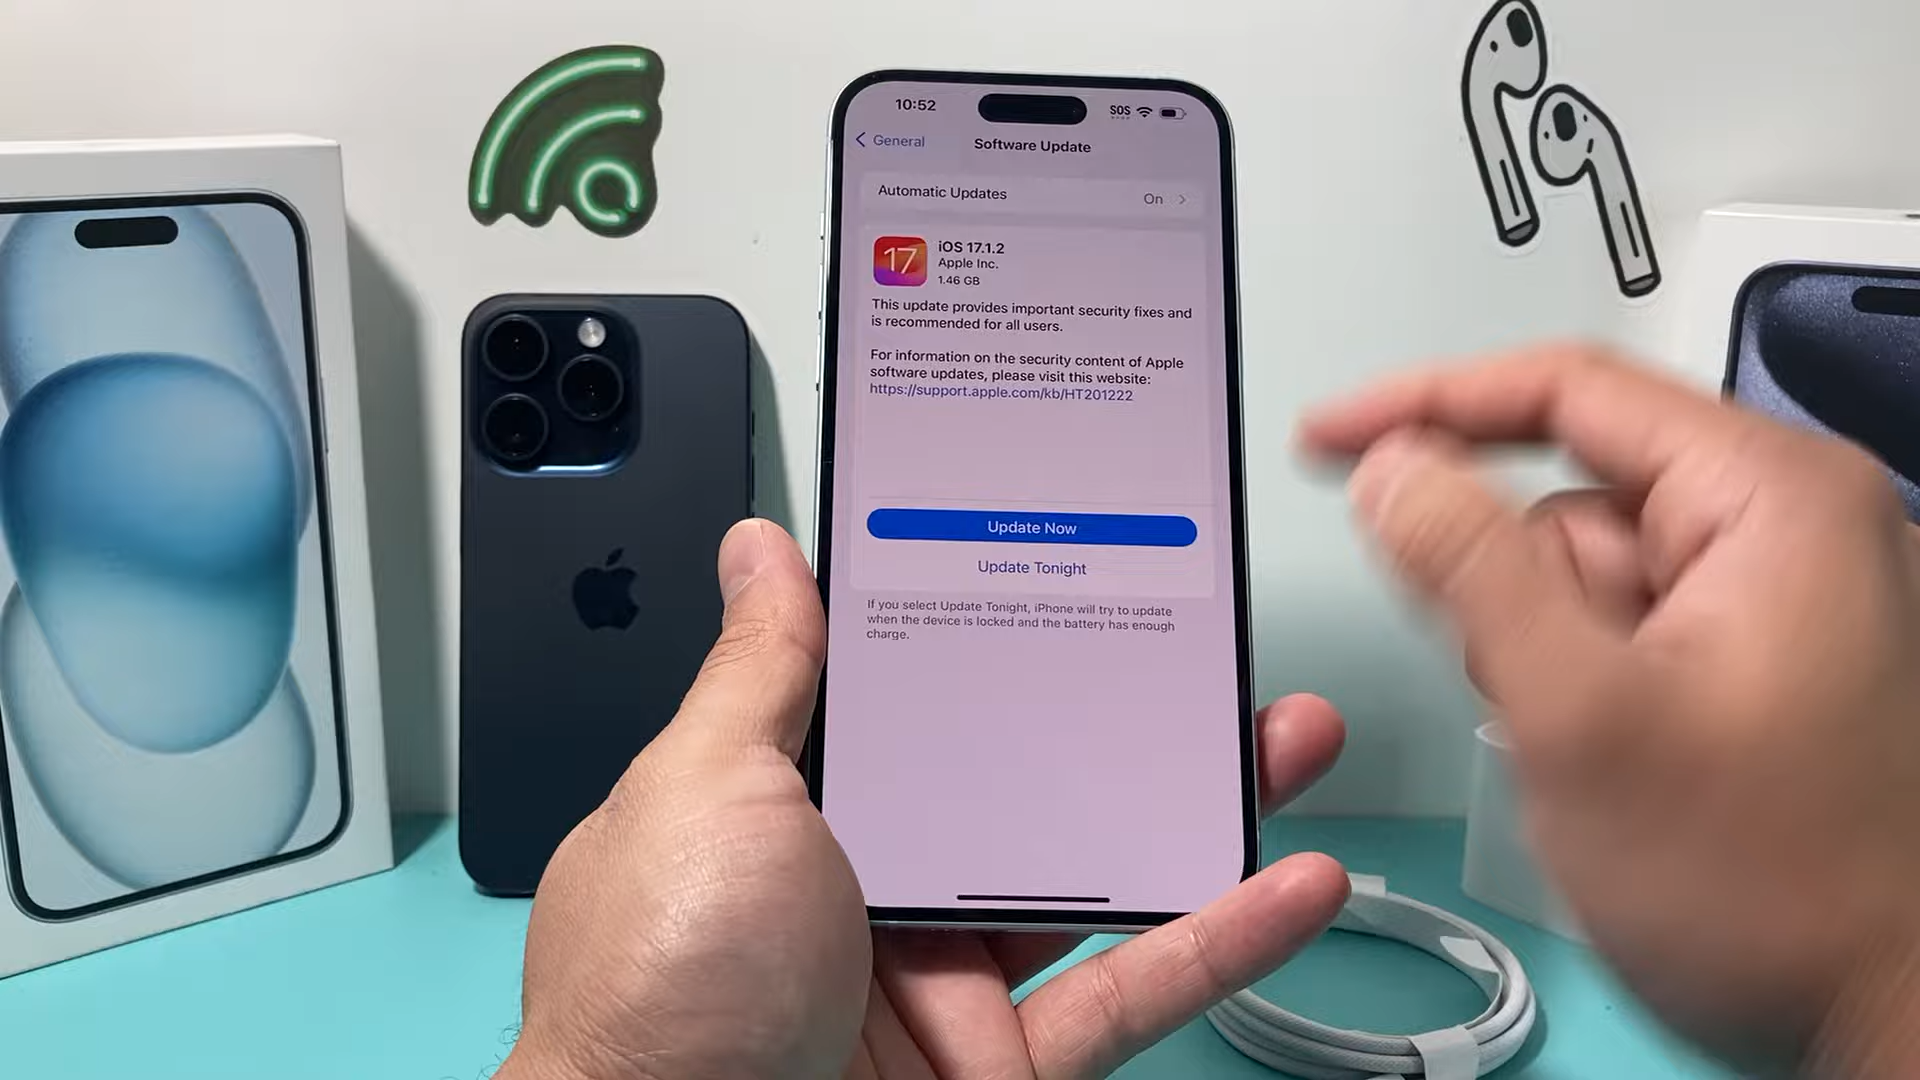 10:52
SOS
General
Software Update
Automatic Updates
On
17
iOS 17.1.2
Apple Inc.
1.46 GB
This update provides important security fixes and
is recommended for all users.
For information on the security content of Apple
software updates, please visit this website:
https://support.apple.com/kb/HT201222
Update Now
Update Tonight
If you select Update Tonight, iPhone will try to update
when the device is locked and the battery has enough
charge.